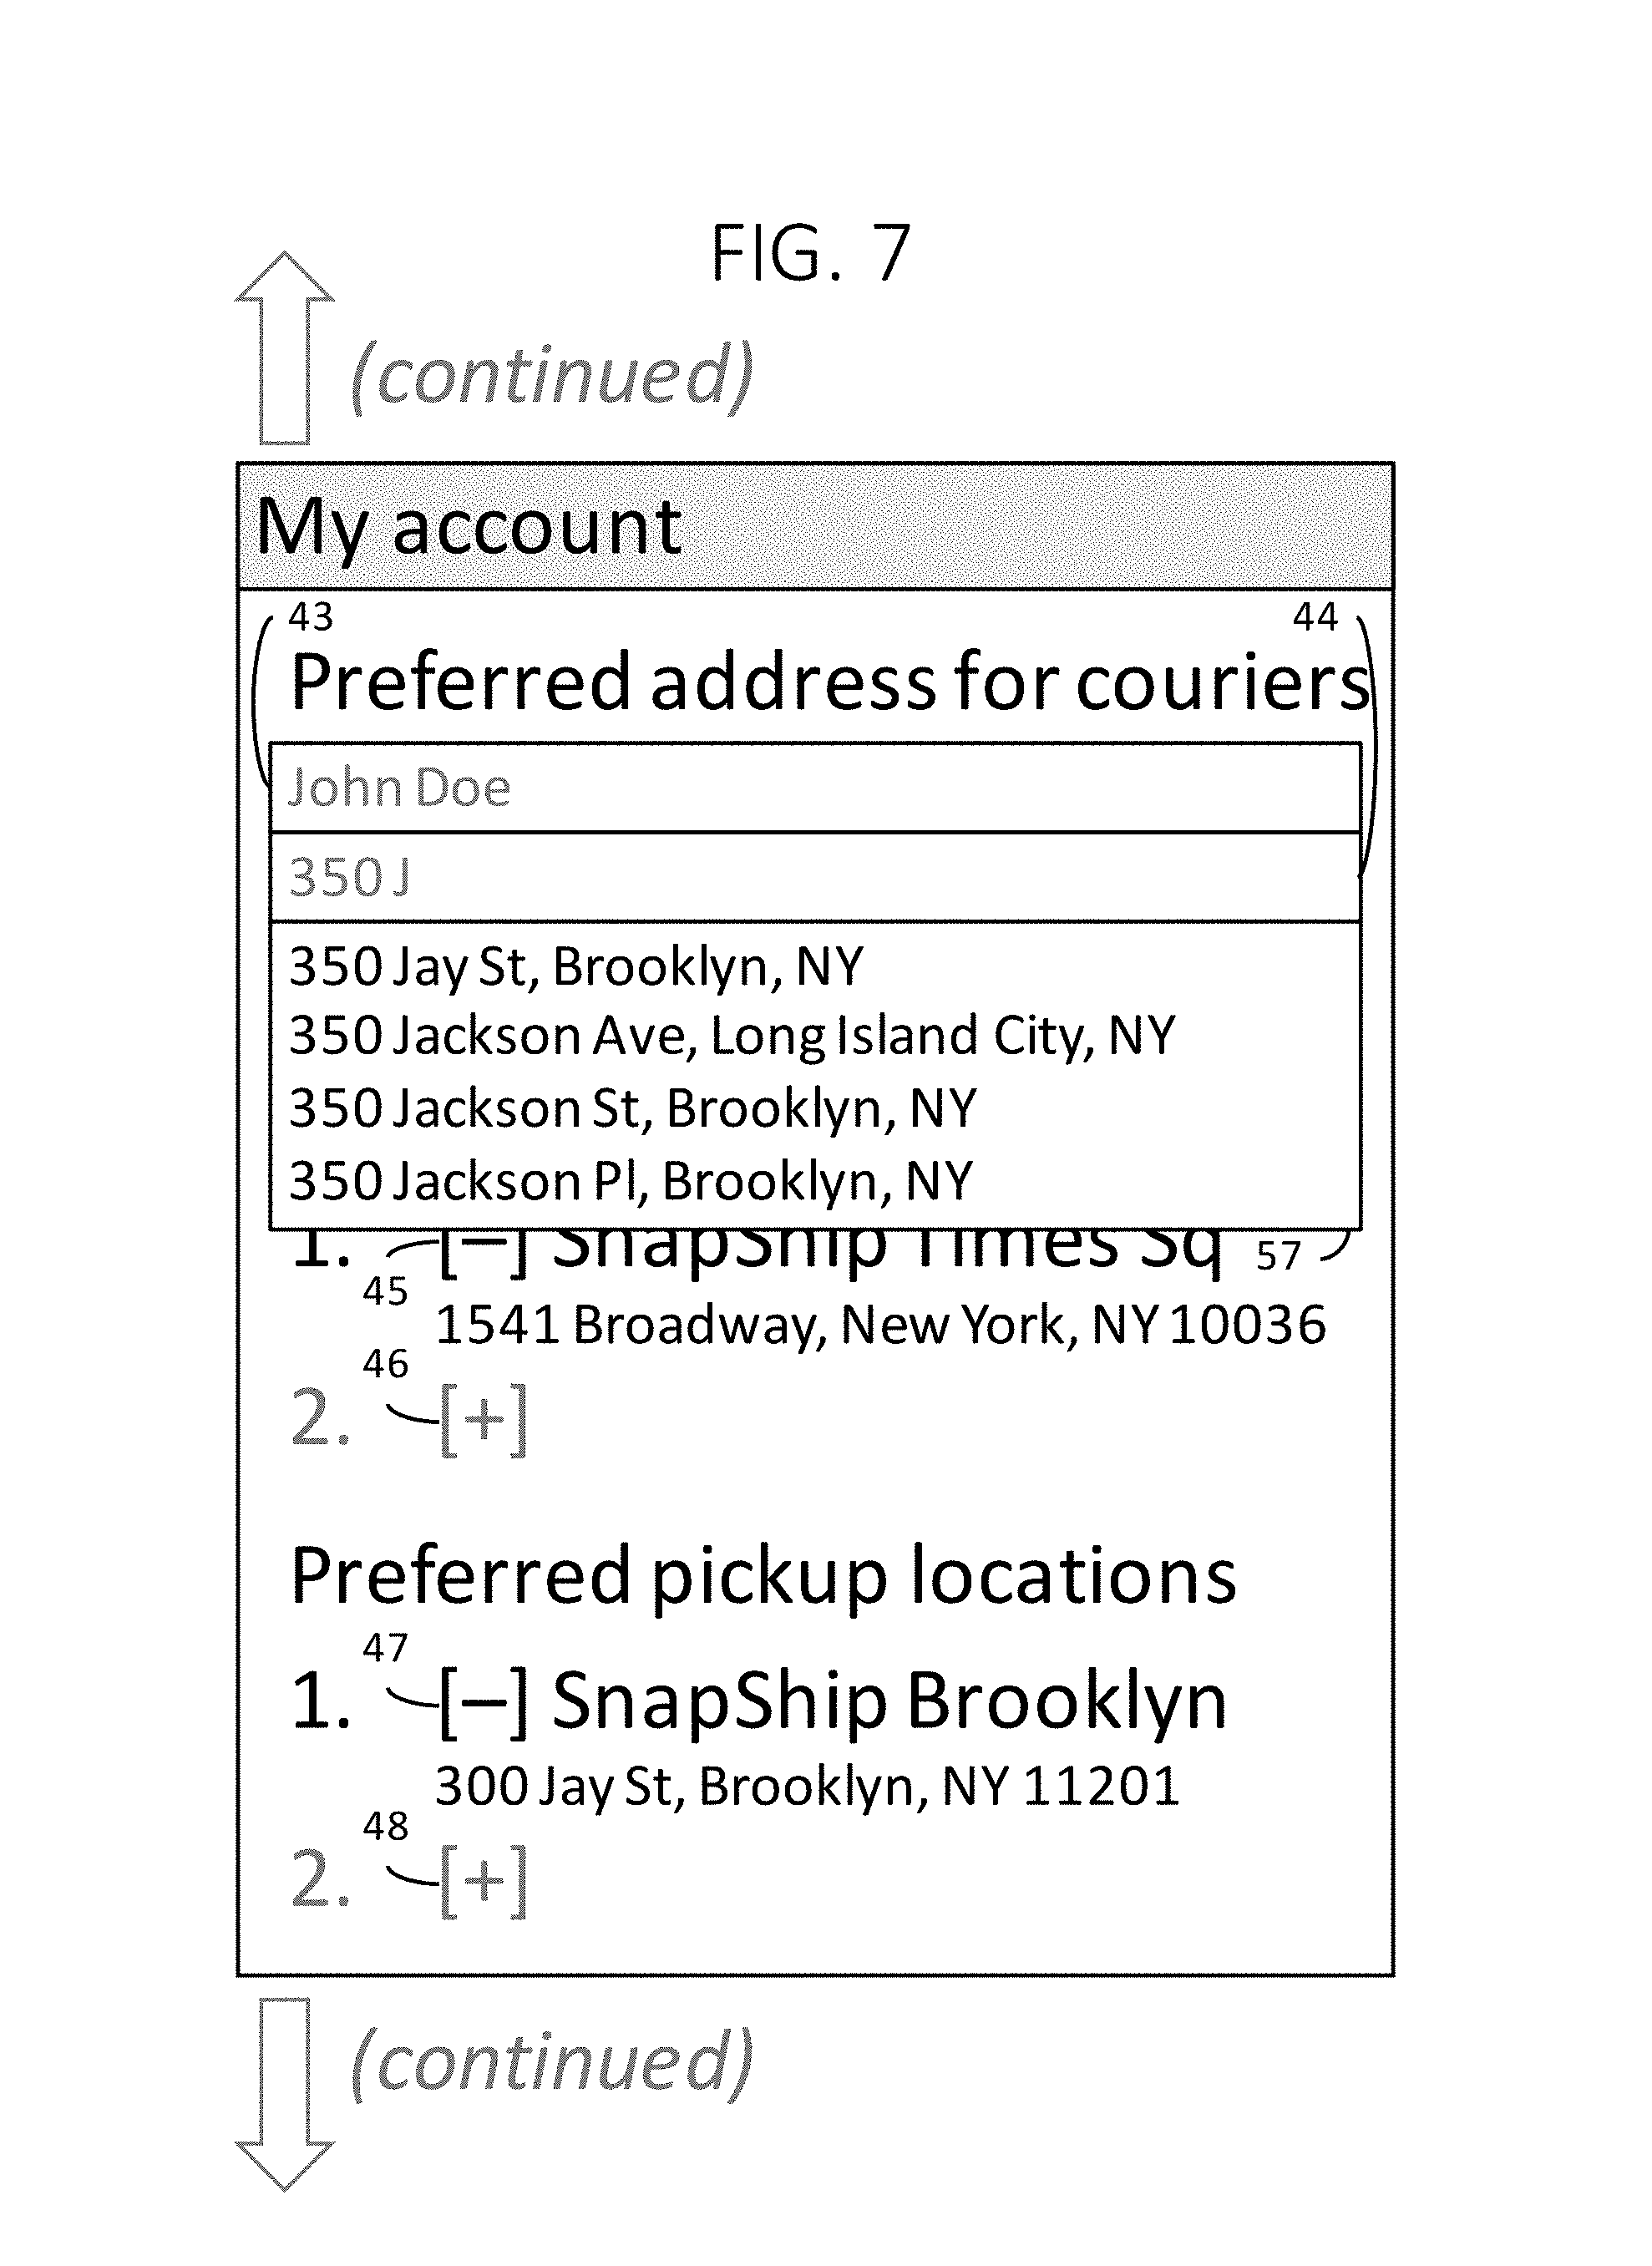 FIG. 7
(continued)
My account
43
44
Preferred address for couriers
John Doe
350 J
350 Jay St, Brooklyn, NY
350 Jackson Ave, Long Island City, NY
350 Jackson St, Brooklyn, NY
350 Jackson Pl, Brooklyn, NY
1. [–] SnapShip Times Sq 57
45
1541 Broadway, New York, NY 10036
46
2. [+]
Preferred pickup locations
47
1. [–] SnapShip Brooklyn
300 Jay St, Brooklyn, NY 11201
48
2. [+]
(continued)